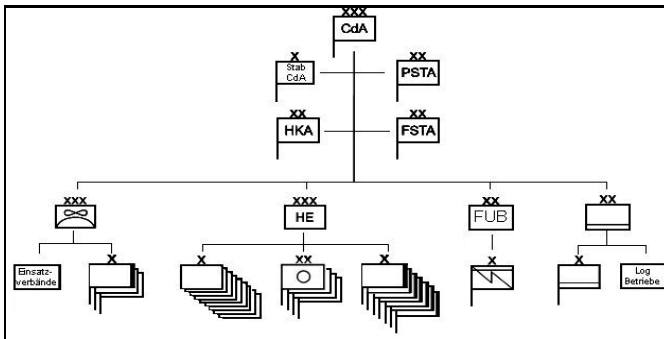 XXX
CdA
X
Stab
CdA
XX
PSTA
XX
HKA
XX
FSTA
XXX
XXX
HE
XX
FUB
XX
Einsatz-
verbände
X
X
XX
X
X
X
Log
Betriebe